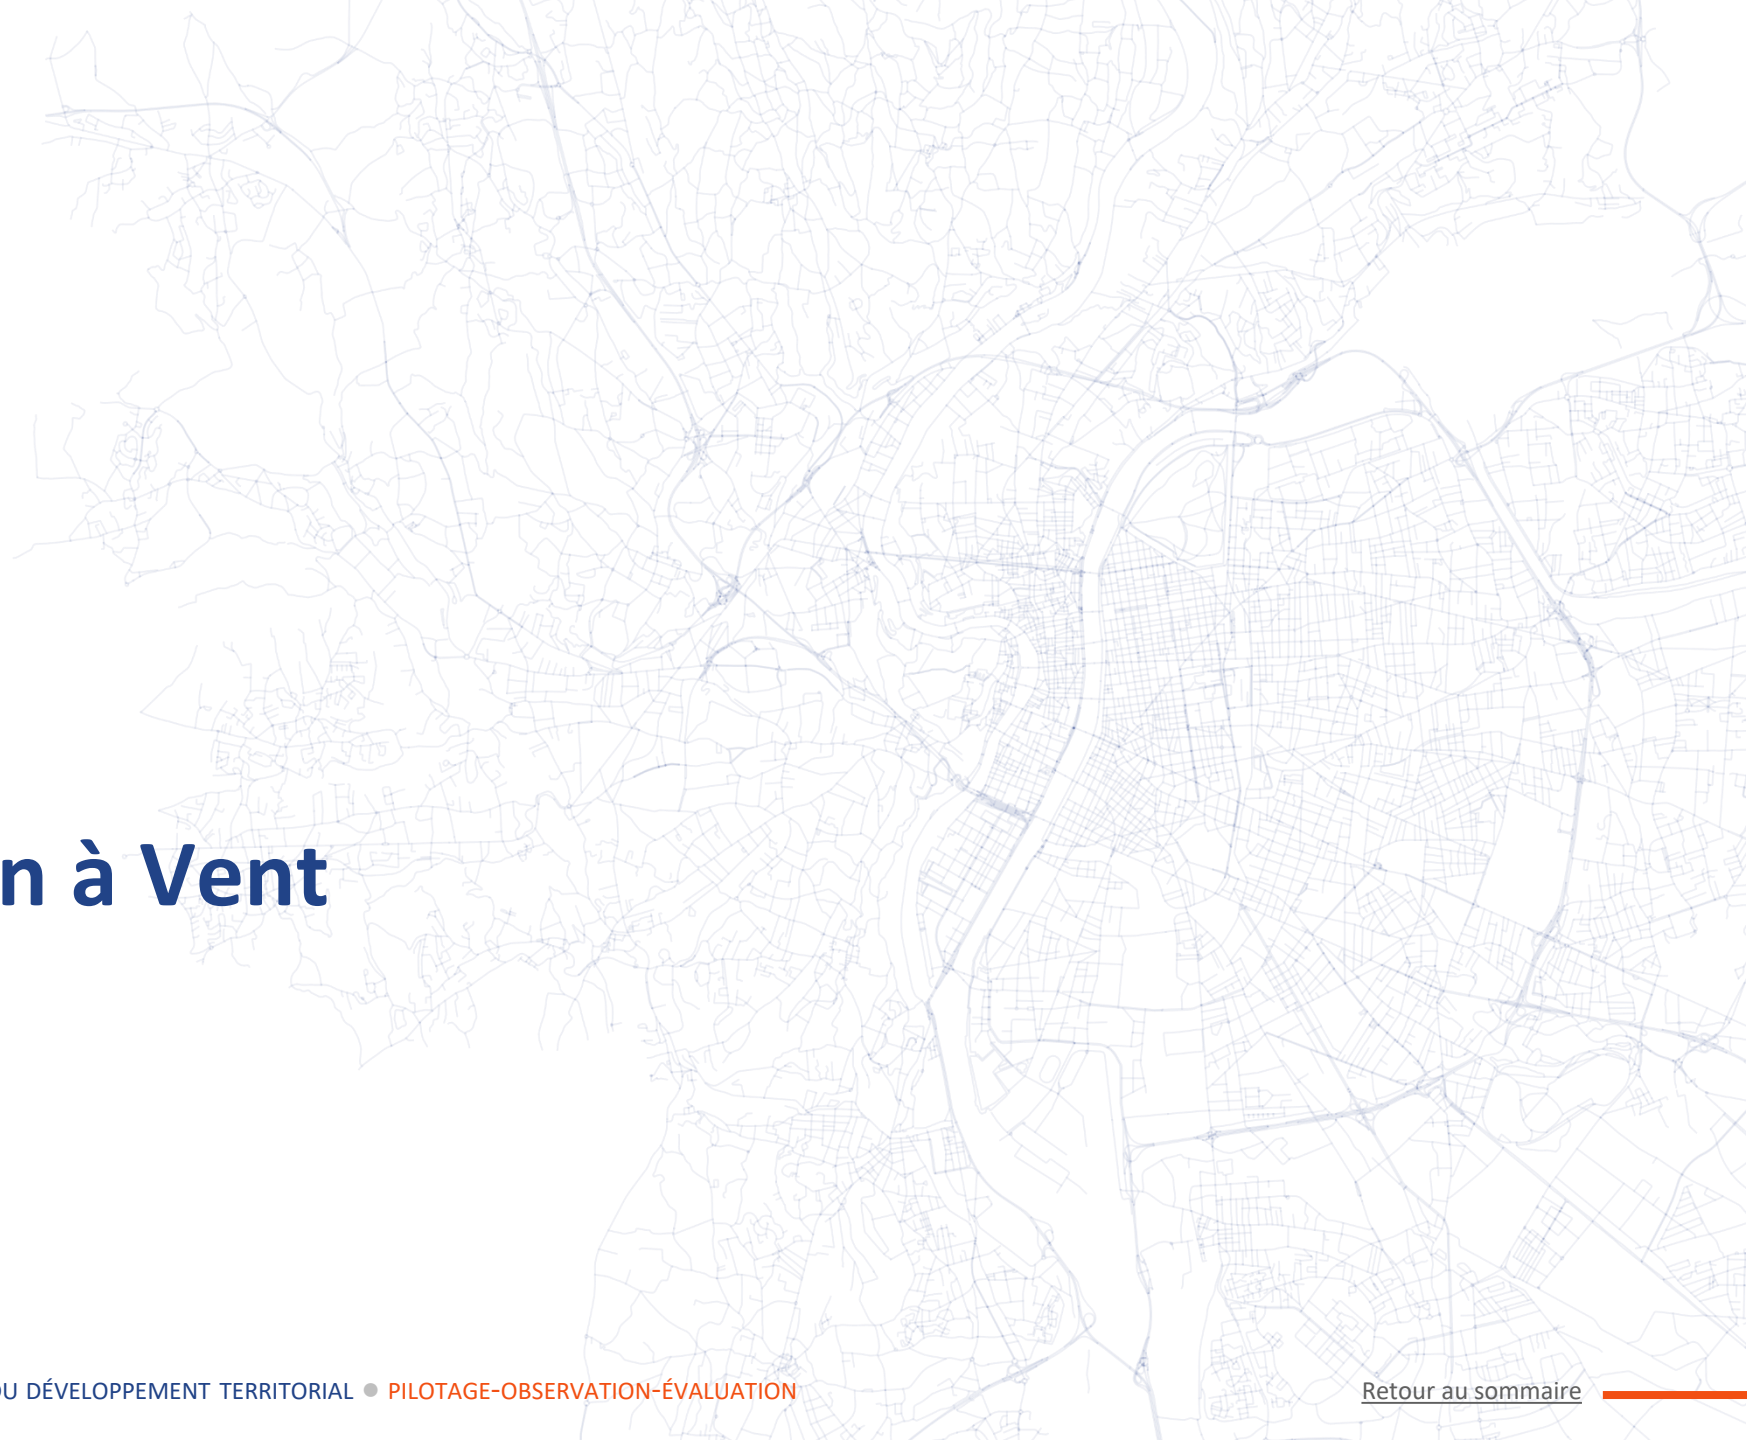 n à Vent
U DÉVELOPPEMENT TERRITORIAL ● PILOTAGE-OBSERVATION-ÉVALUATION
Retour au sommaire